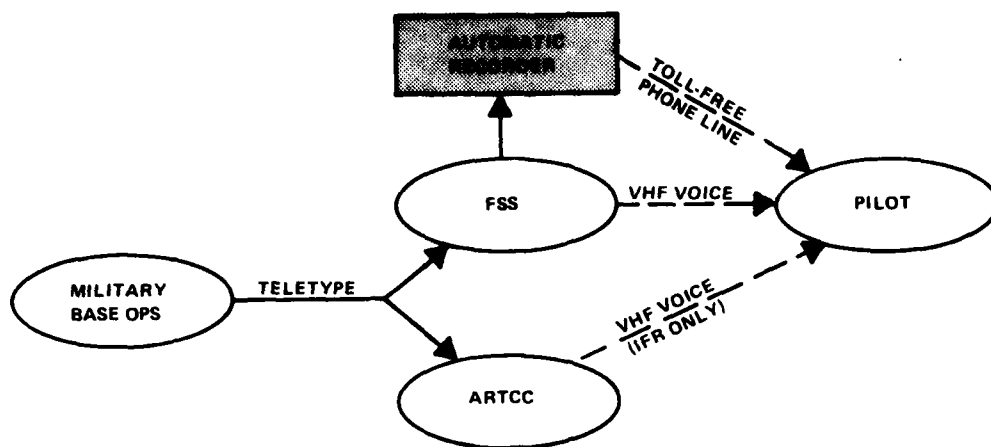 AUTOMATIC
RECORDER
TOLL-FREE
PHONE LINE
FSS
VHF VOICE
PILOT
MILITARY
BASE OPS
TELETYPE
VHF VOICE
(IFR ONLY)
ARTCC